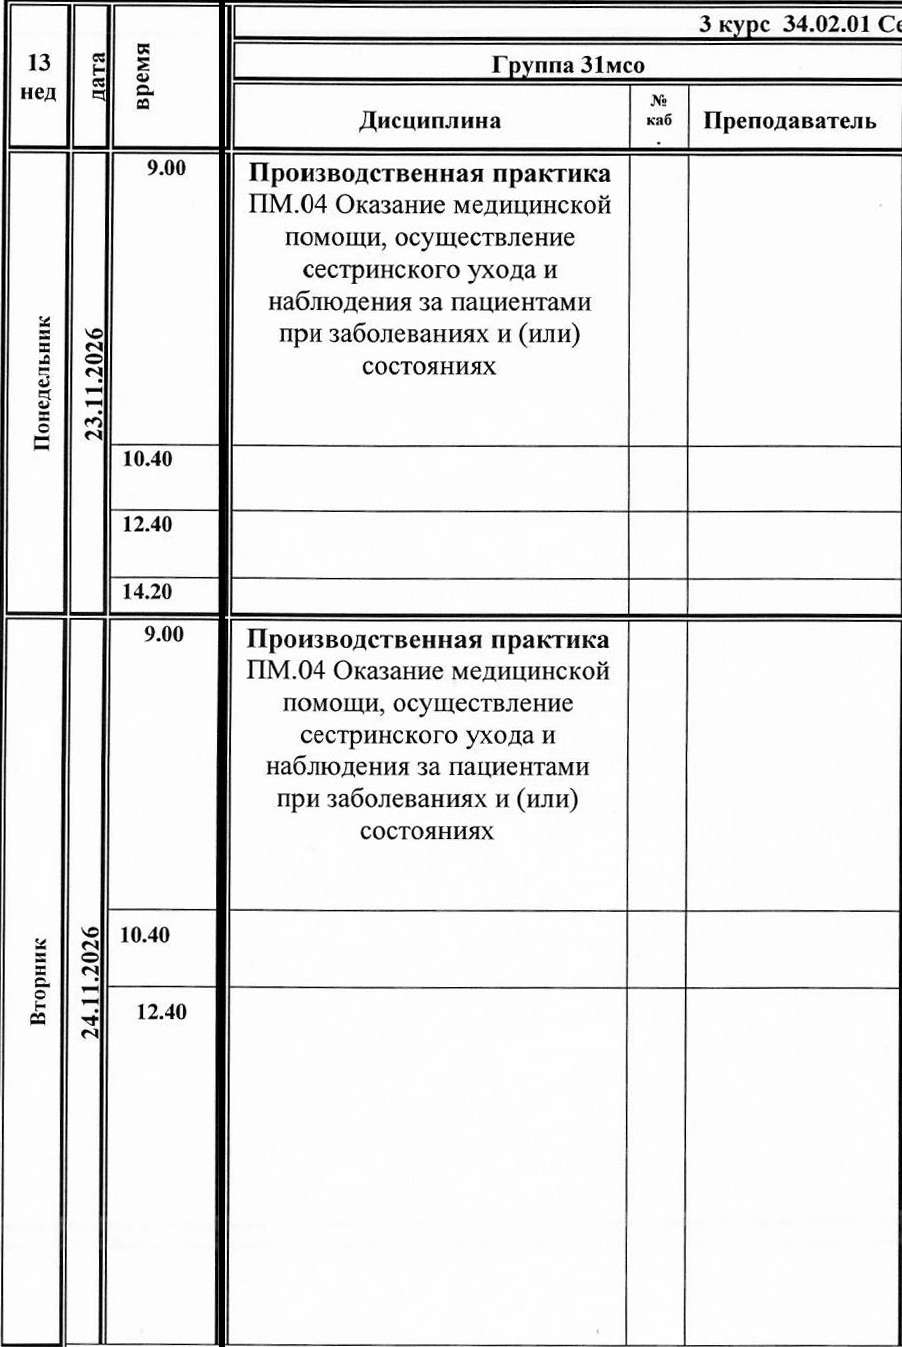 3 курс 34.02.01 Се
13
нед
дата
время
Группа 31мсо
Дисциплина
№
каб
.
Преподаватель
Понедельник
23.11.2026
9.00
Производственная практика
ПМ.04 Оказание медицинской
помощи, осуществление
сестринского ухода и
наблюдения за пациентами
при заболеваниях и (или)
состояниях
10.40
12.40
14.20
Вторник
24.11.2026
9.00
Производственная практика
ПМ.04 Оказание медицинской
помощи, осуществление
сестринского ухода и
наблюдения за пациентами
при заболеваниях и (или)
состояниях
10.40
12.40